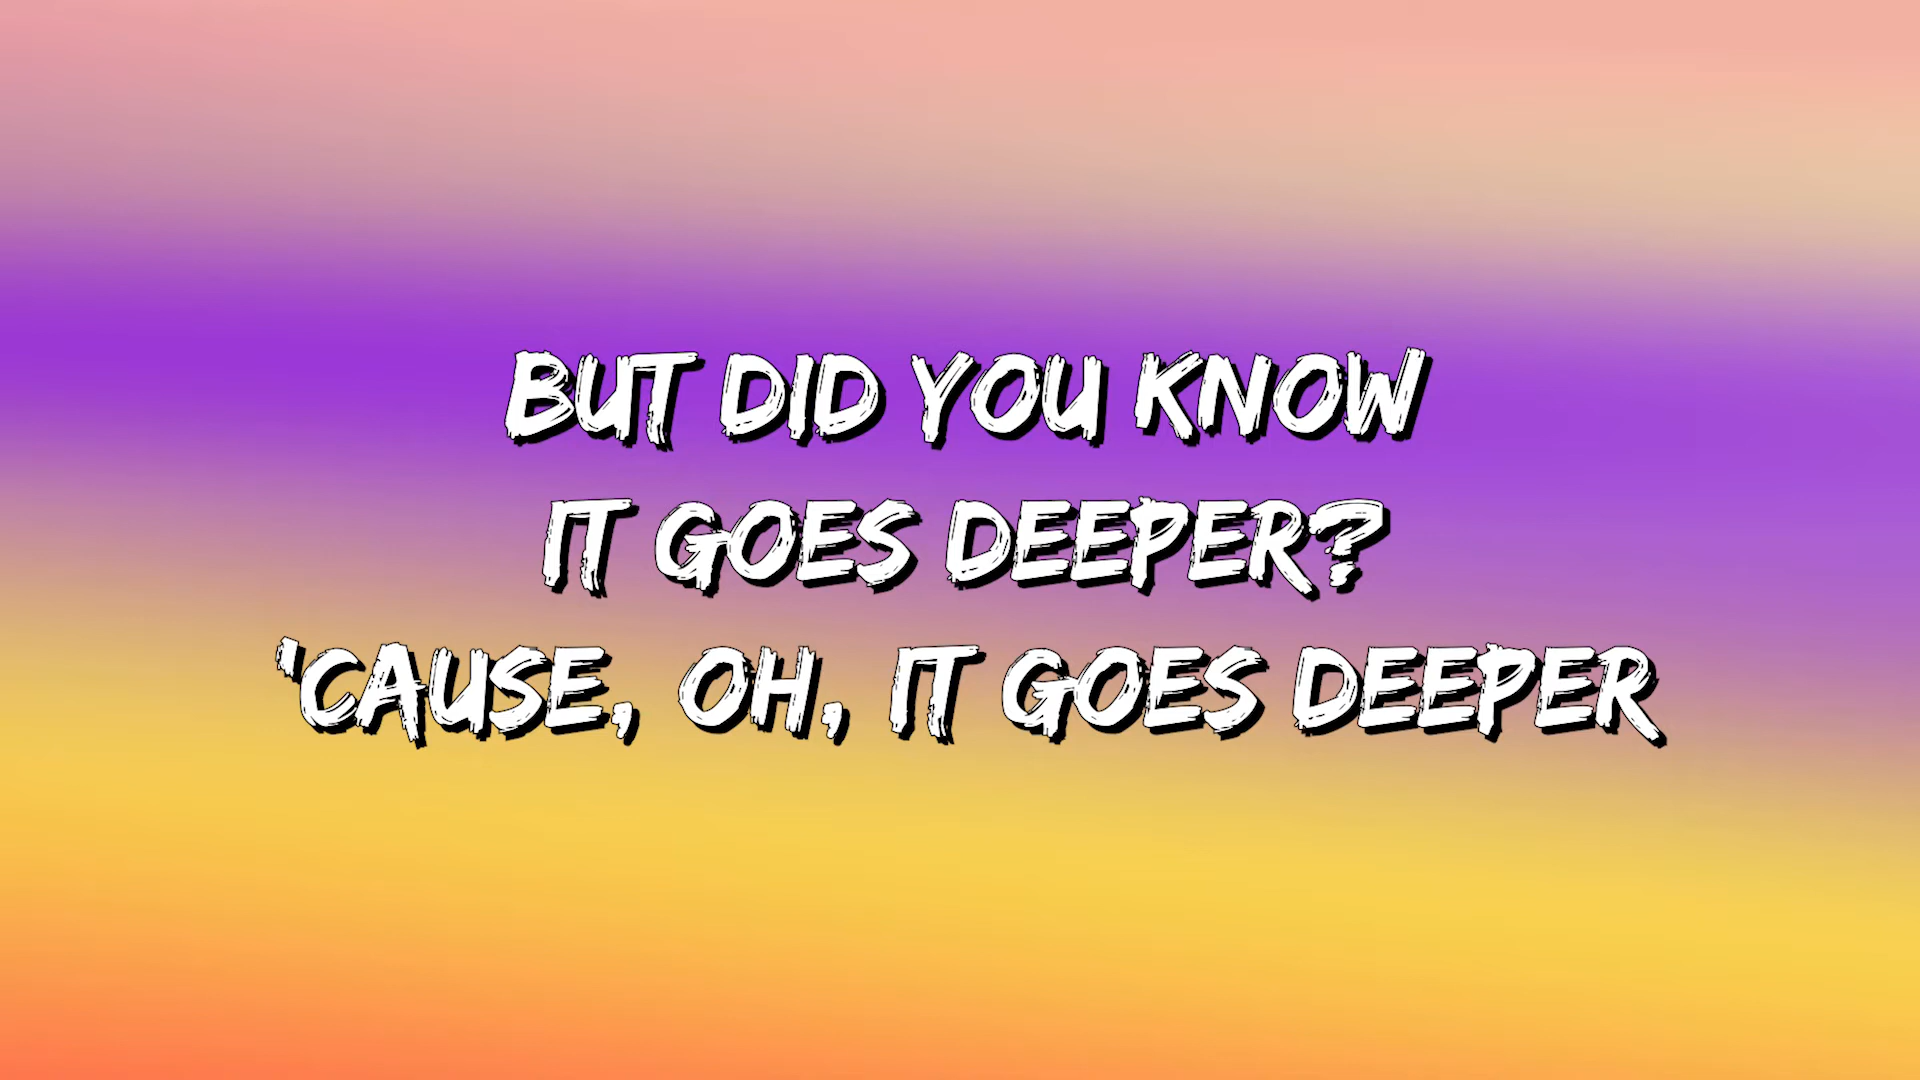 BUT DID YOU KNOW
IT GOES DEEPER?
'CAUSE, OH, IT GOES DEEPER